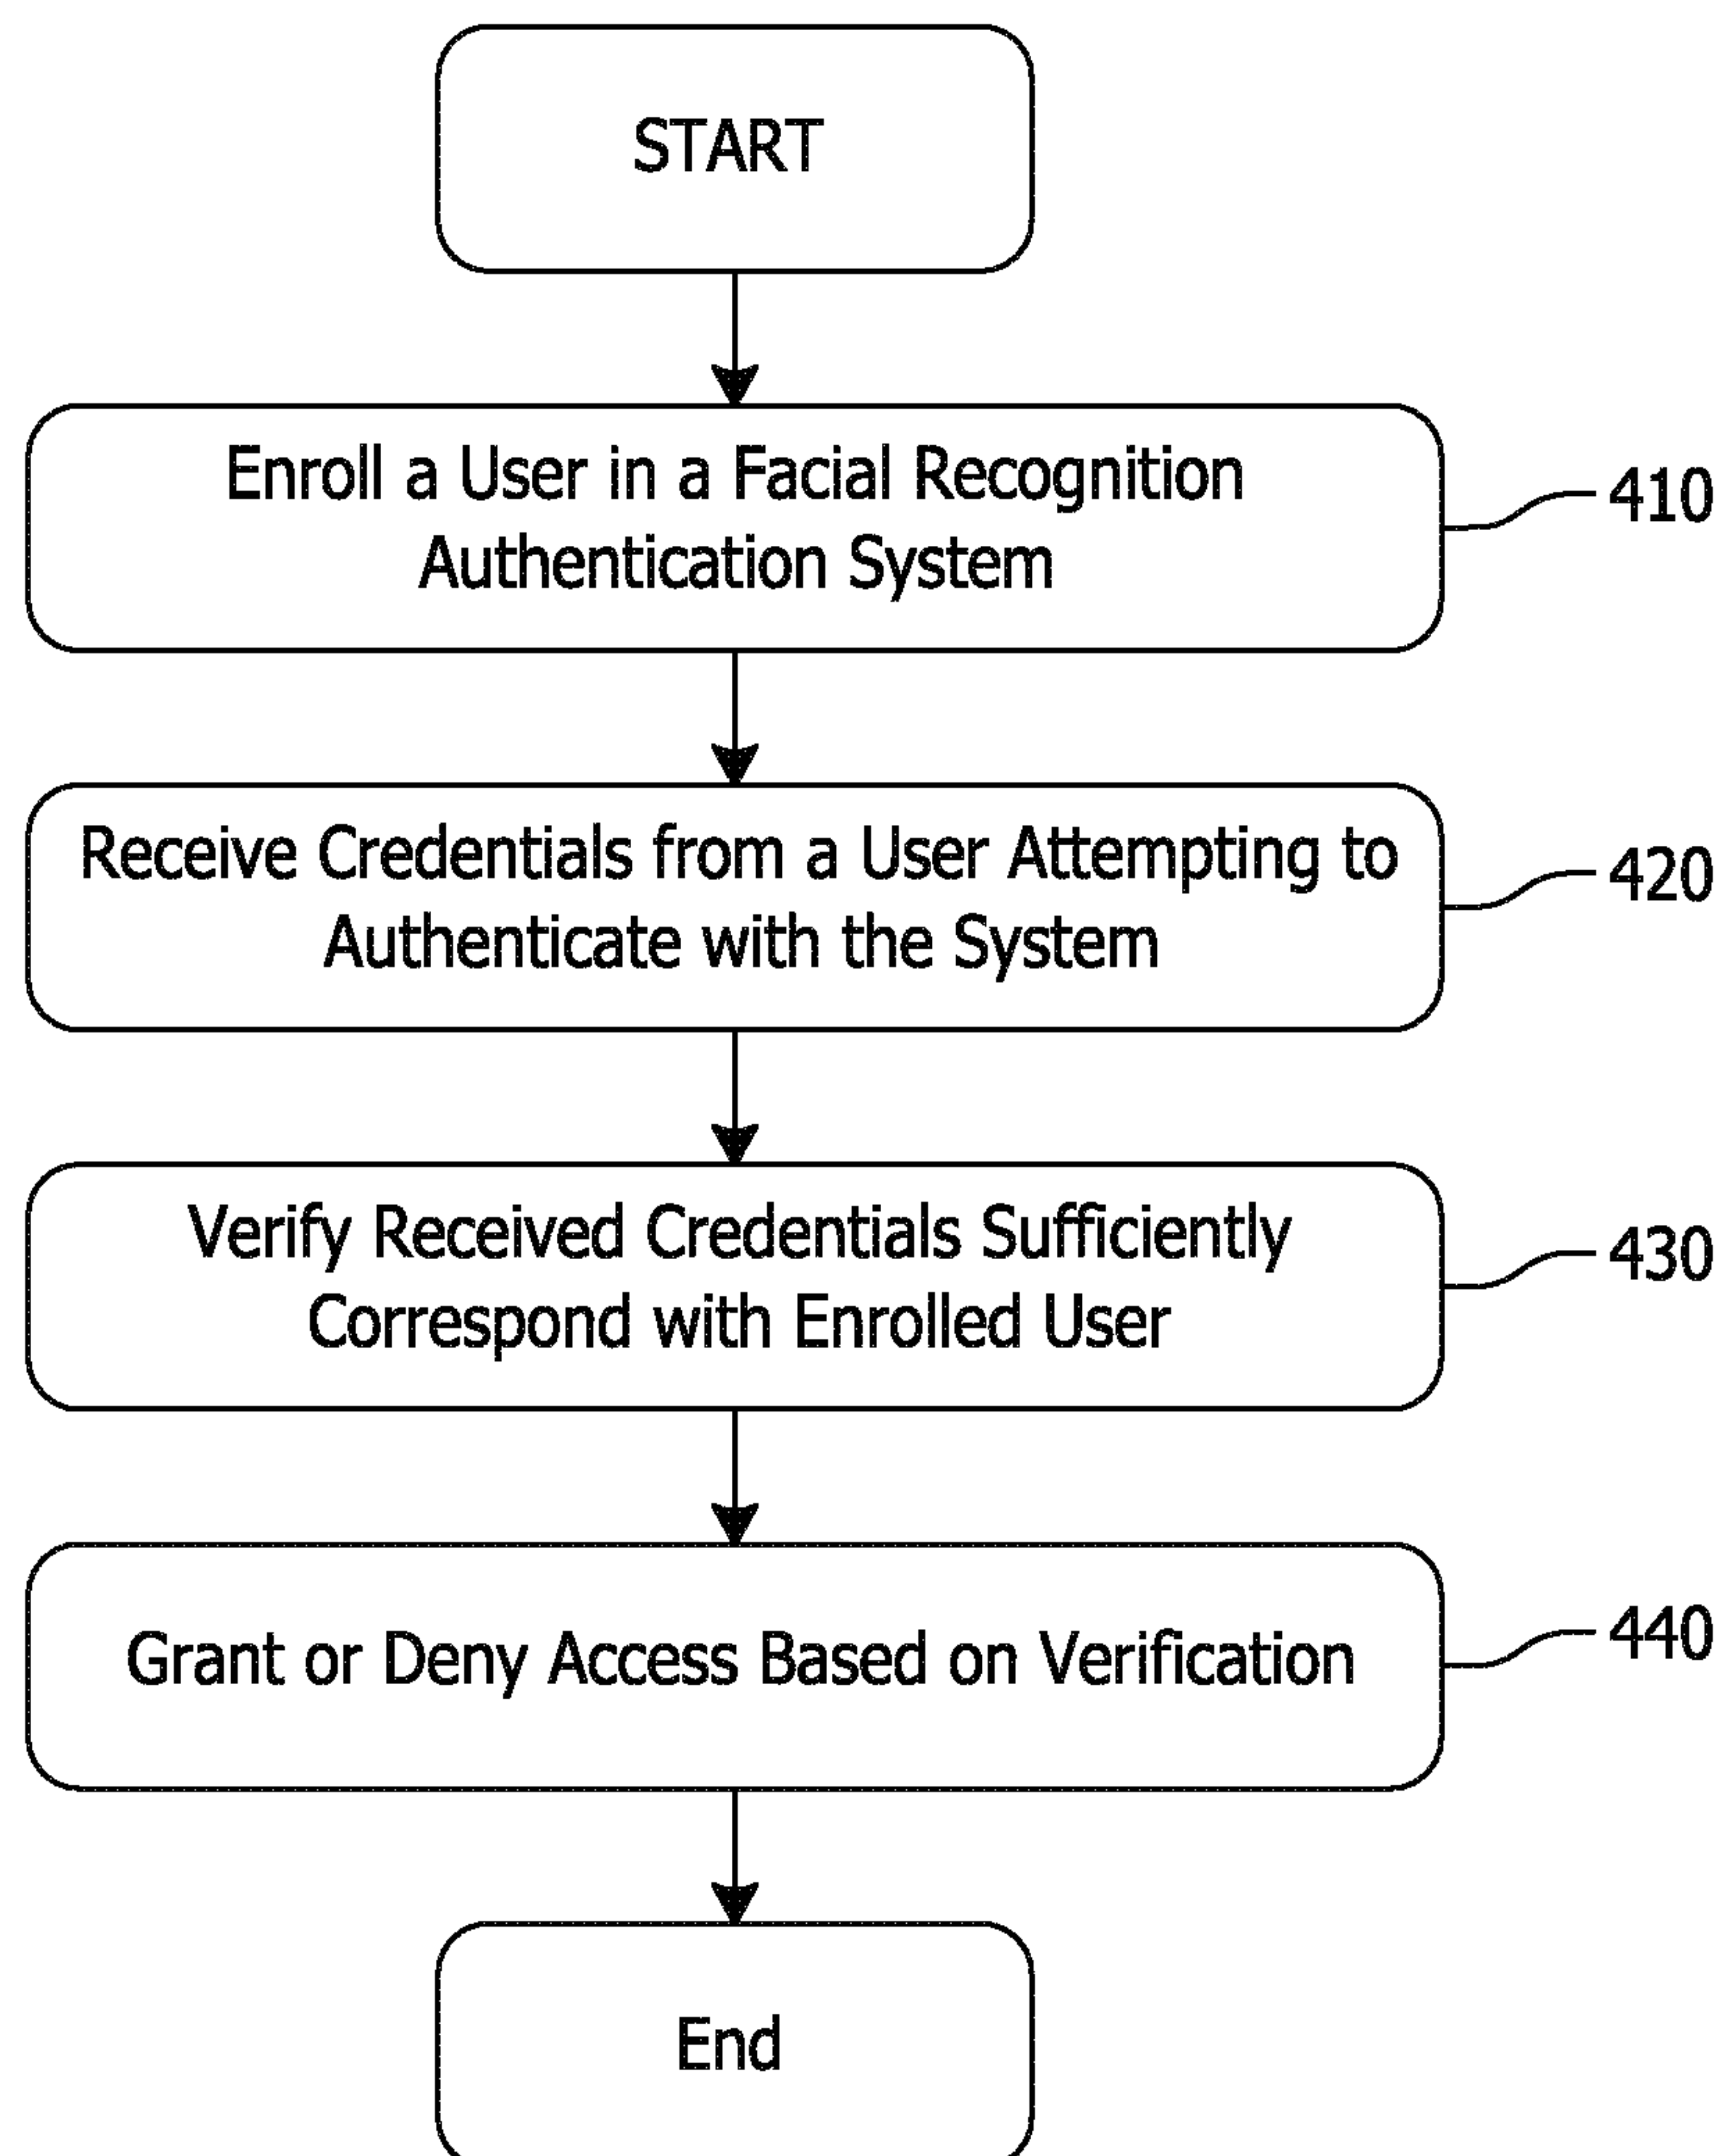 START
Enroll a User in a Facial Recognition
Authentication System
410
Receive Credentials from a User Attempting to
Authenticate with the System
420
Verify Received Credentials Sufficiently
Correspond with Enrolled User
430
Grant or Deny Access Based on Verification
440
End